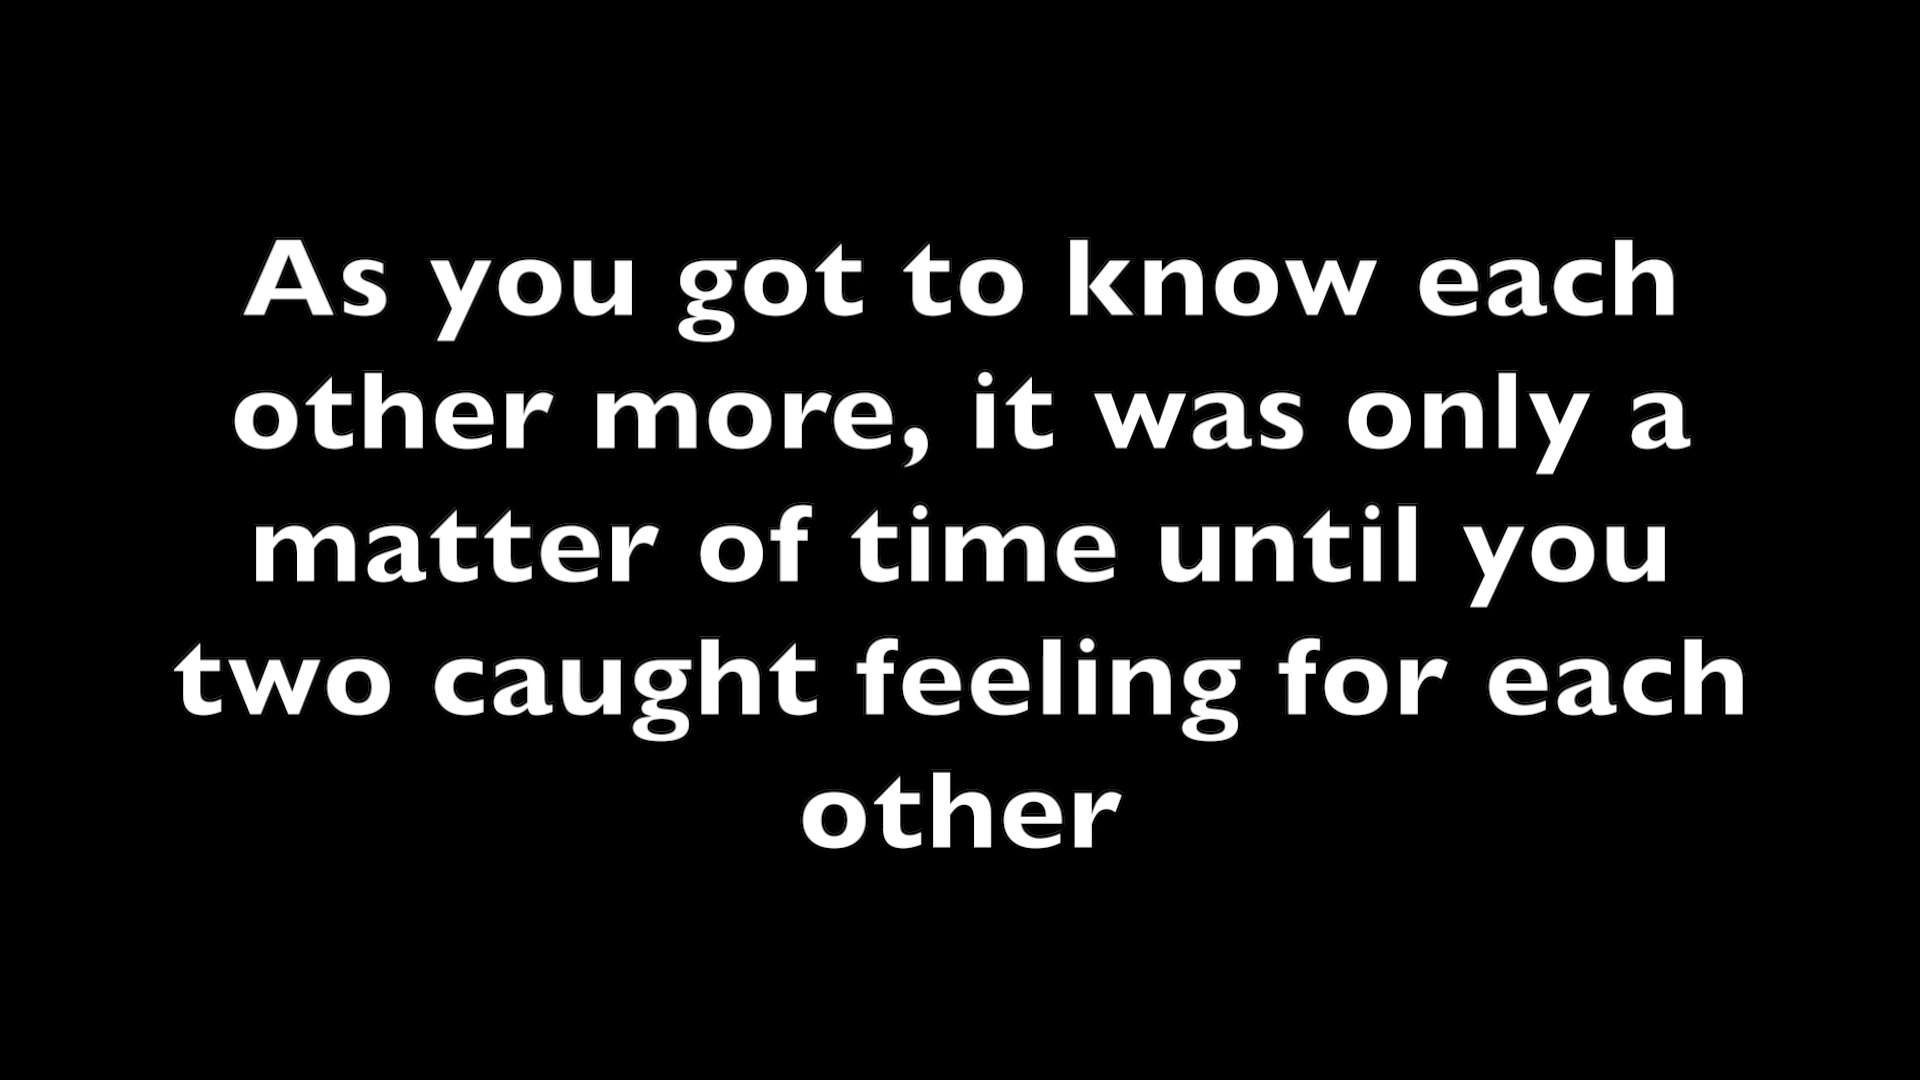 As you got to know each
other more, it was only a
matter of time until you
two caught feeling for each
other